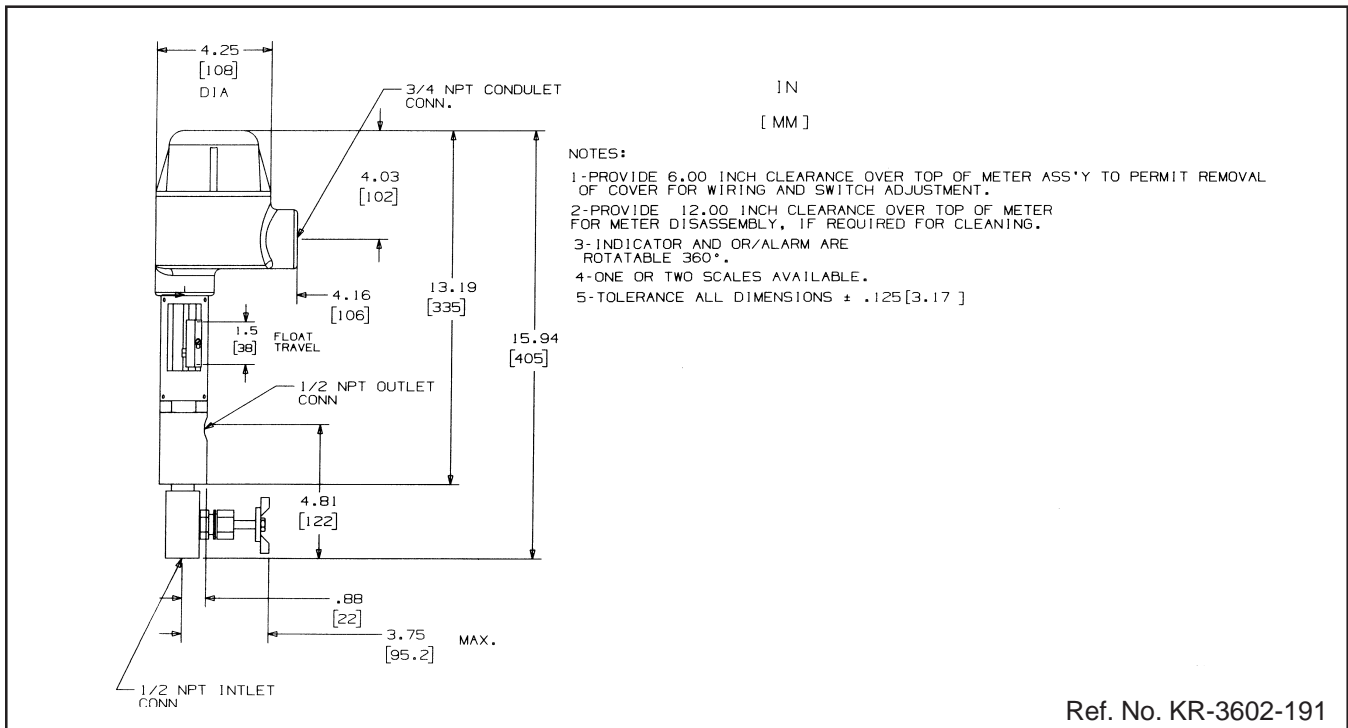 4.25
[108]
DIA
3/4 NPT CONDULET
CONN.
IN
[ MM ]
4.03
[102]
NOTES:
1-PROVIDE 6.00 INCH CLEARANCE OVER TOP OF METER ASS'Y TO PERMIT REMOVAL
OF COVER FOR WIRING AND SWITCH ADJUSTMENT.
2-PROVIDE 12.00 INCH CLEARANCE OVER TOP OF METER
FOR METER DISASSEMBLY, IF REQUIRED FOR CLEANING.
3-INDICATOR AND OR/ALARM ARE
ROTATABLE 360°.
4-ONE OR TWO SCALES AVAILABLE.
5-TOLERANCE ALL DIMENSIONS ± .125[3.17 ]
4.16
[106]
13.19
[335]
15.94
[405]
1.5
[38]
FLOAT
TRAVEL
1/2 NPT OUTLET
CONN
4.81
[122]
.88
[22]
3.75 MAX.
[95.2]
1/2 NPT INTLET
CONN
Ref. No. KR-3602-191